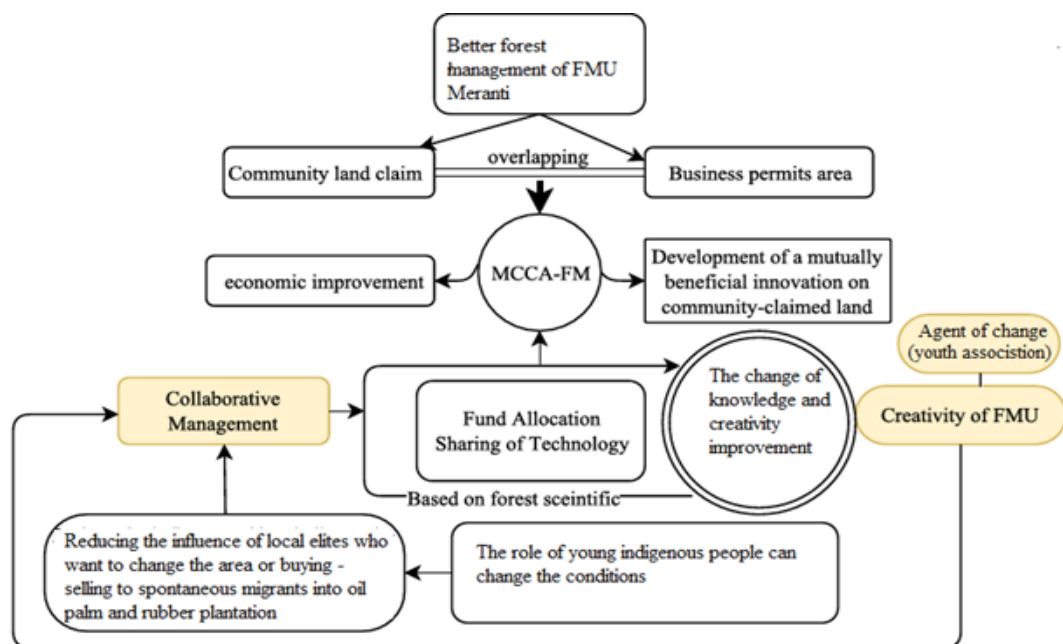 Better forest
management of FMU
Meranti
overlapping
Community land claim
Business permits area
MCCA-FM
economic improvement
Development of a mutually
beneficial innovation on
community-claimed land
Agent of change
(youth associstion)
Collaborative
Management
The change of
knowledge and
creativity
improvement
Creativity of FMU
Fund Allocation
Sharing of Technology
Based on forest sceintific
Reducing the influence of local elites who
want to change the area or buying -
selling to spontaneous migrants into oil
palm and rubber plantation
The role of young indigenous people can
change the conditions